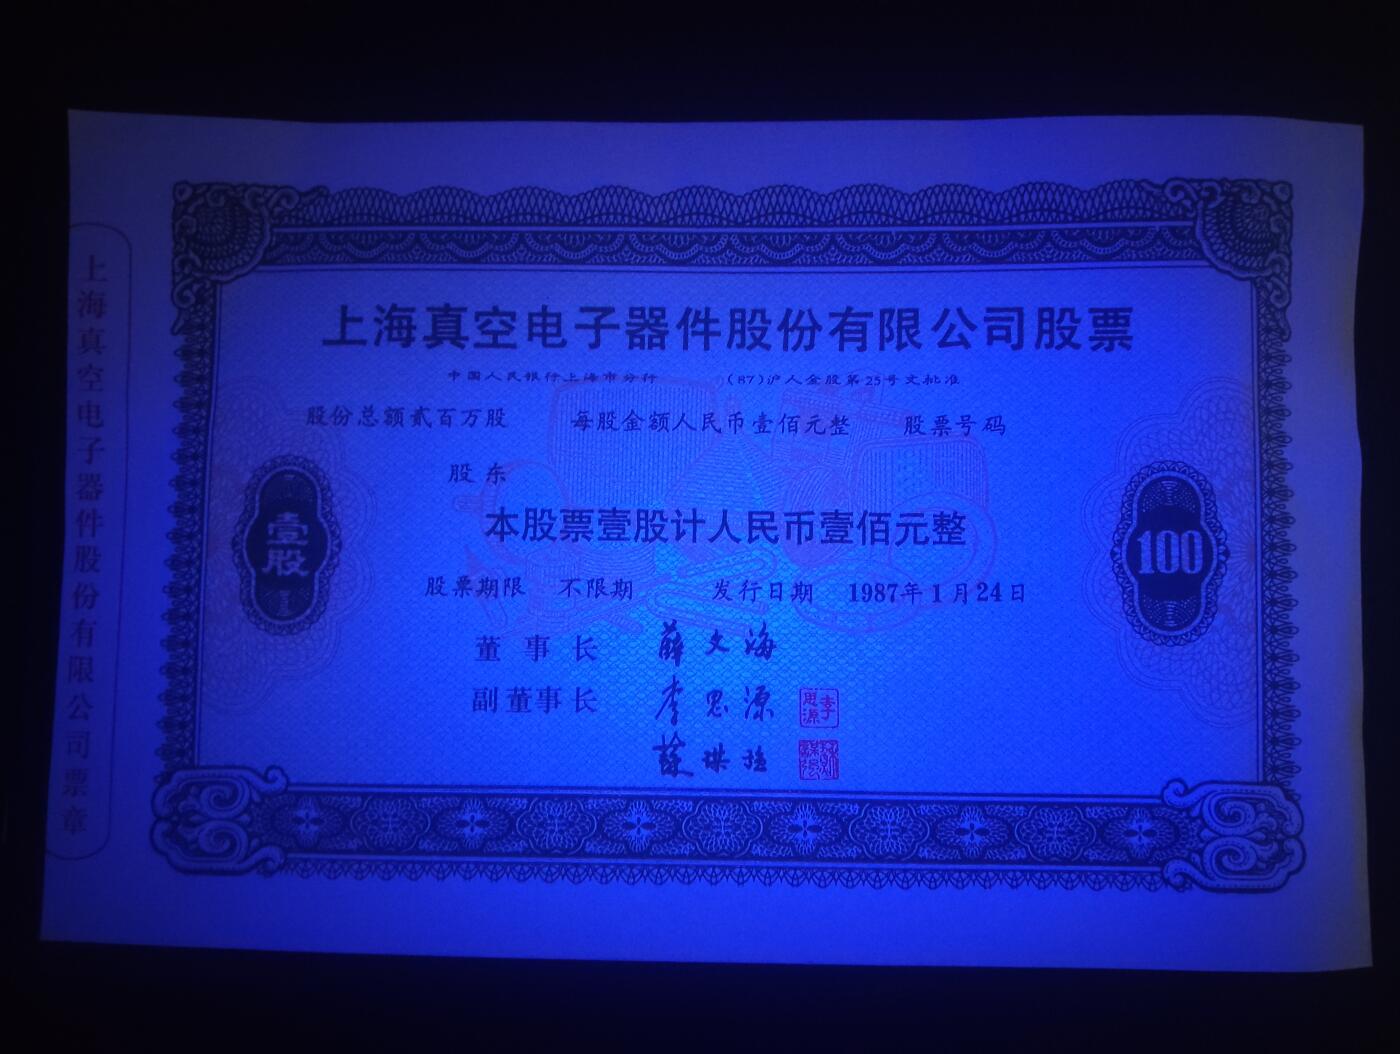 上海真空电子器件股份有限公司股票
中国人民银行上海市分行 (87)沪人金股第25号文批准
股份总额贰百万股 每股金额人民币壹佰元整 股票号码
股东
本股票壹股计人民币壹佰元整
股票期限 不限期 发行日期 1987年1月24日
董事长 薛文海
副董事长 李思源
李思源
壹股
100
上海真空电子器件股份有限公司票章